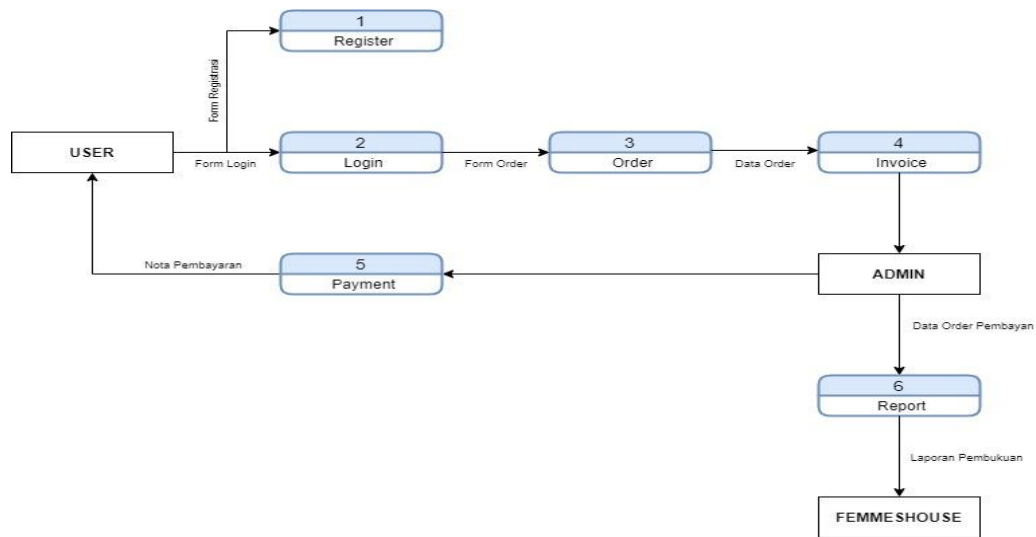 1
Register
Form Registrasi
USER
Form Login
2
Login
Form Order
3
Order
Data Order
4
Invoice
Nota Pembayaran
5
Payment
ADMIN
Data Order Pembayan
6
Report
Laporan Pembukuan
FEMMESHOUSE